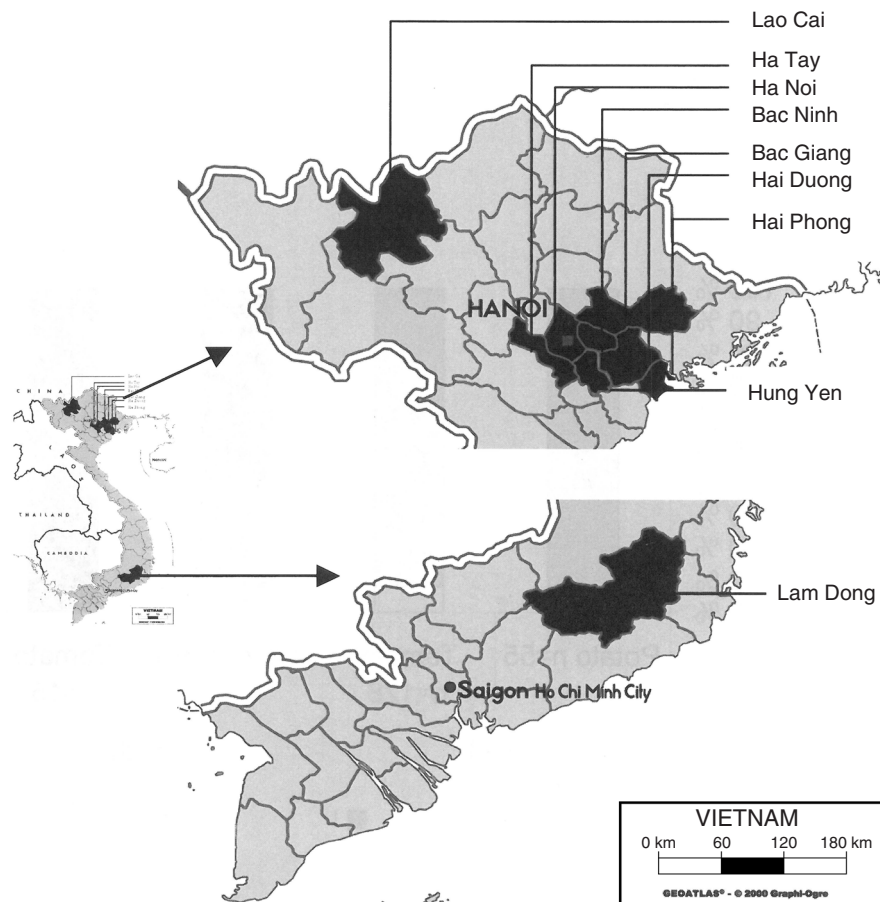 Lao Cai
Ha Tay
Ha Noi
Bac Ninh
Bac Giang
Hai Duong
Hai Phong
HANOI
Hung Yen
CHINA
LAOS
THAILAND
CAMBODIA
VIETNAM
Lam Dong
Saigon Ho Chi Minh City
VIETNAM
0 km 60 120 180 km
GEOATLAS® - © 2000 Graphi-Ogre